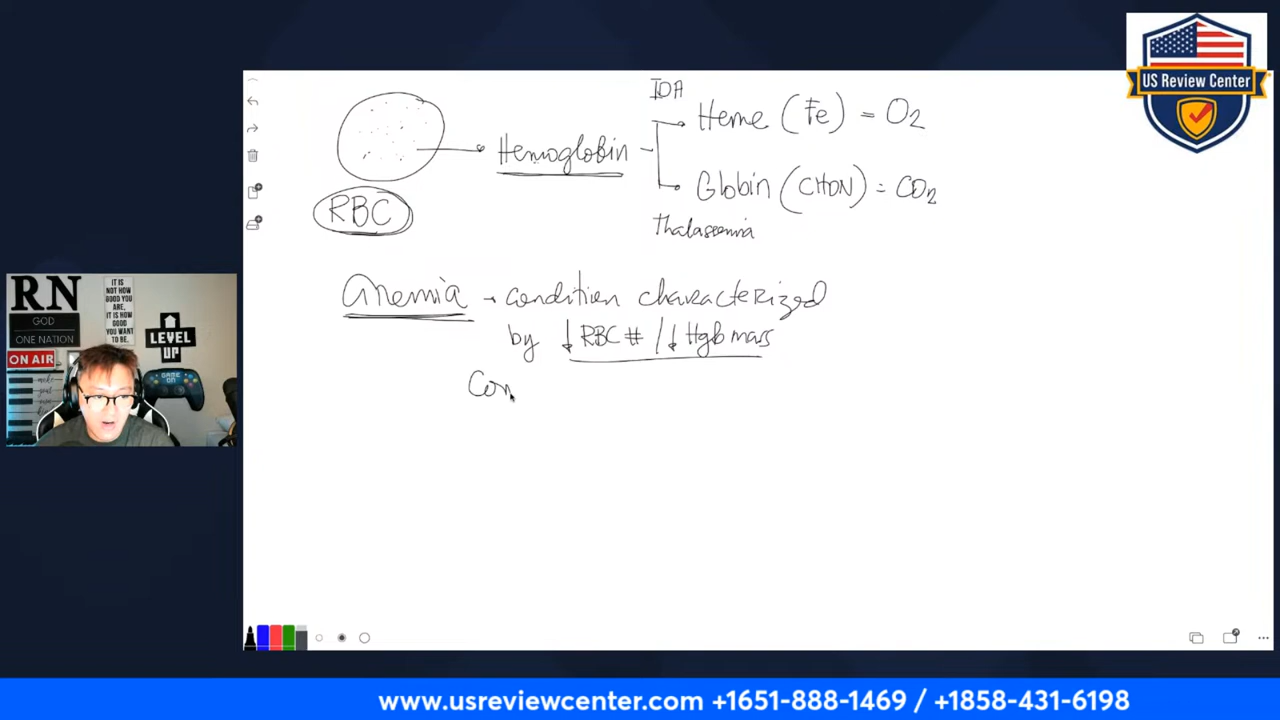 US Review Center
IDA
Heme (Fe) = O2
Hemoglobin
Globin (CHON) = CO2
RBC
Thalassemia
Anemia - condition characterized
by ↓ RBC # / ↓ Hgb mass
Con
RN
GOD
ONE NATION
ON AIR
IT IS
NOT HOW
GOOD YOU
ARE,
IT IS HOW
GOOD YOU
WANT TO
BE.
LEVEL
UP
GAME
ON
www.usreviewcenter.com +1651-888-1469 / +1858-431-6198